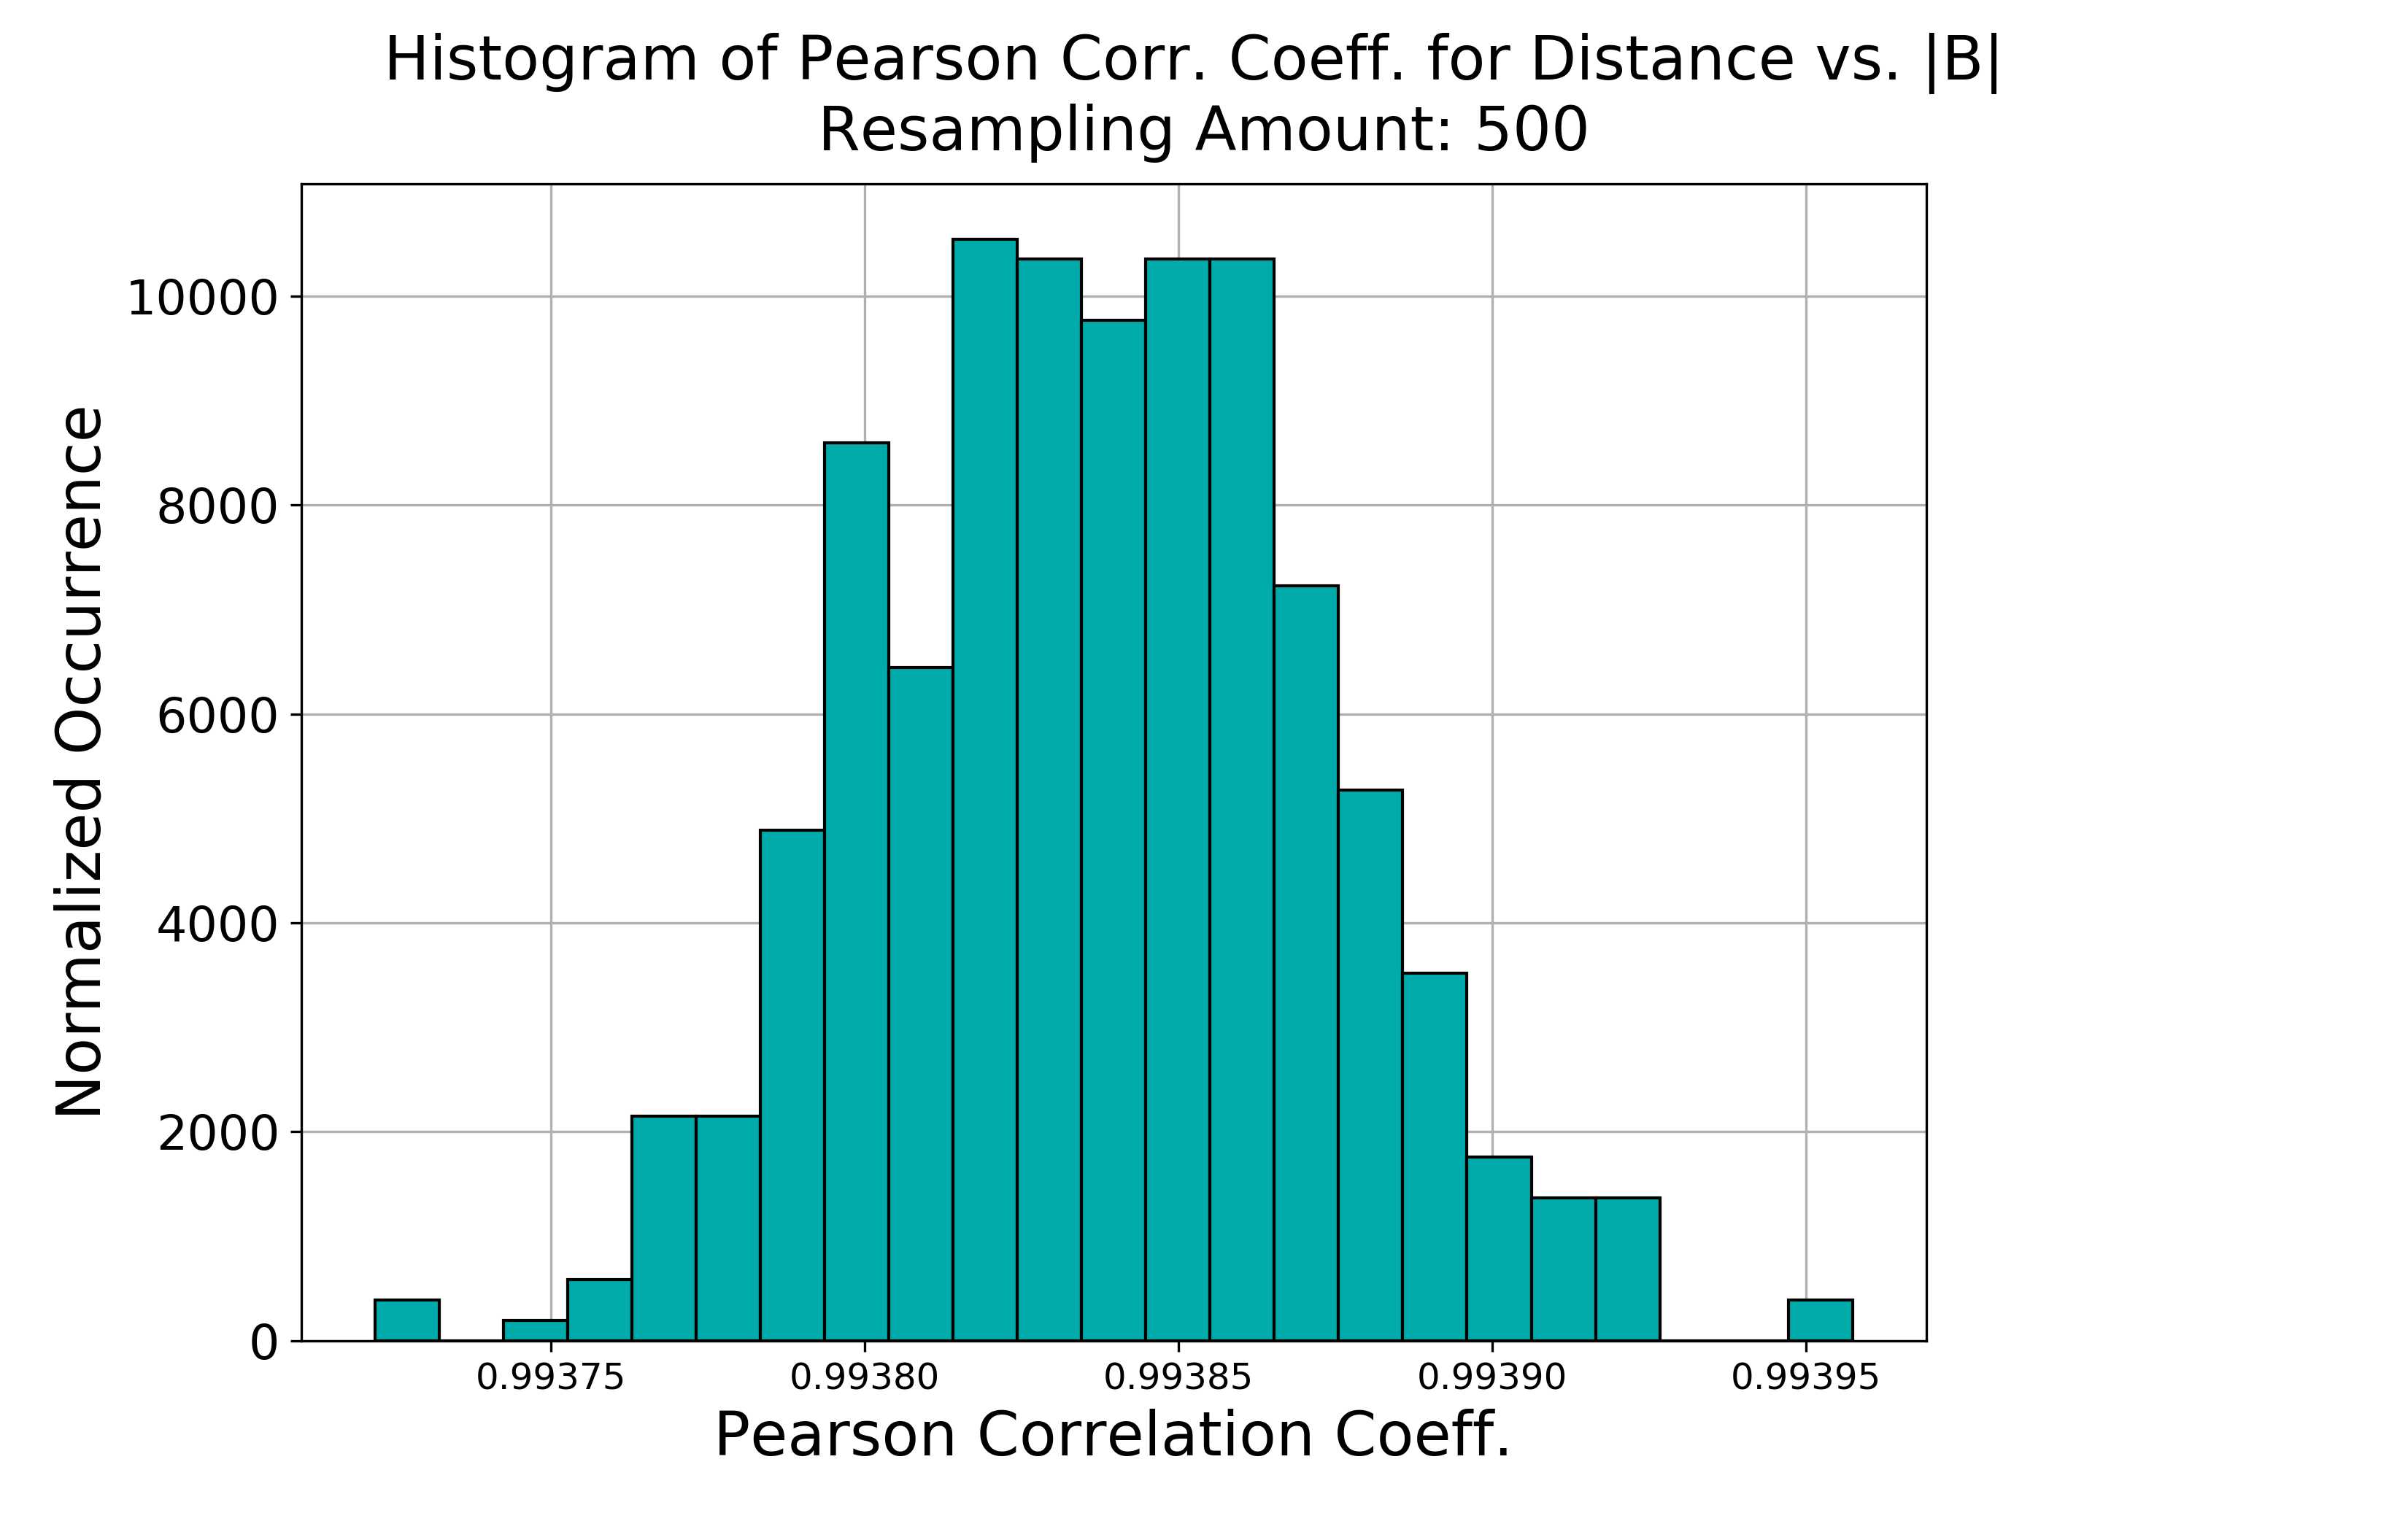 Histogram of Pearson Corr. Coeff. for Distance vs. |B|
Resampling Amount: 500
Normalized Occurrence
10000
8000
6000
4000
2000
0
0.99375
0.99380
0.99385
0.99390
0.99395
Pearson Correlation Coeff.